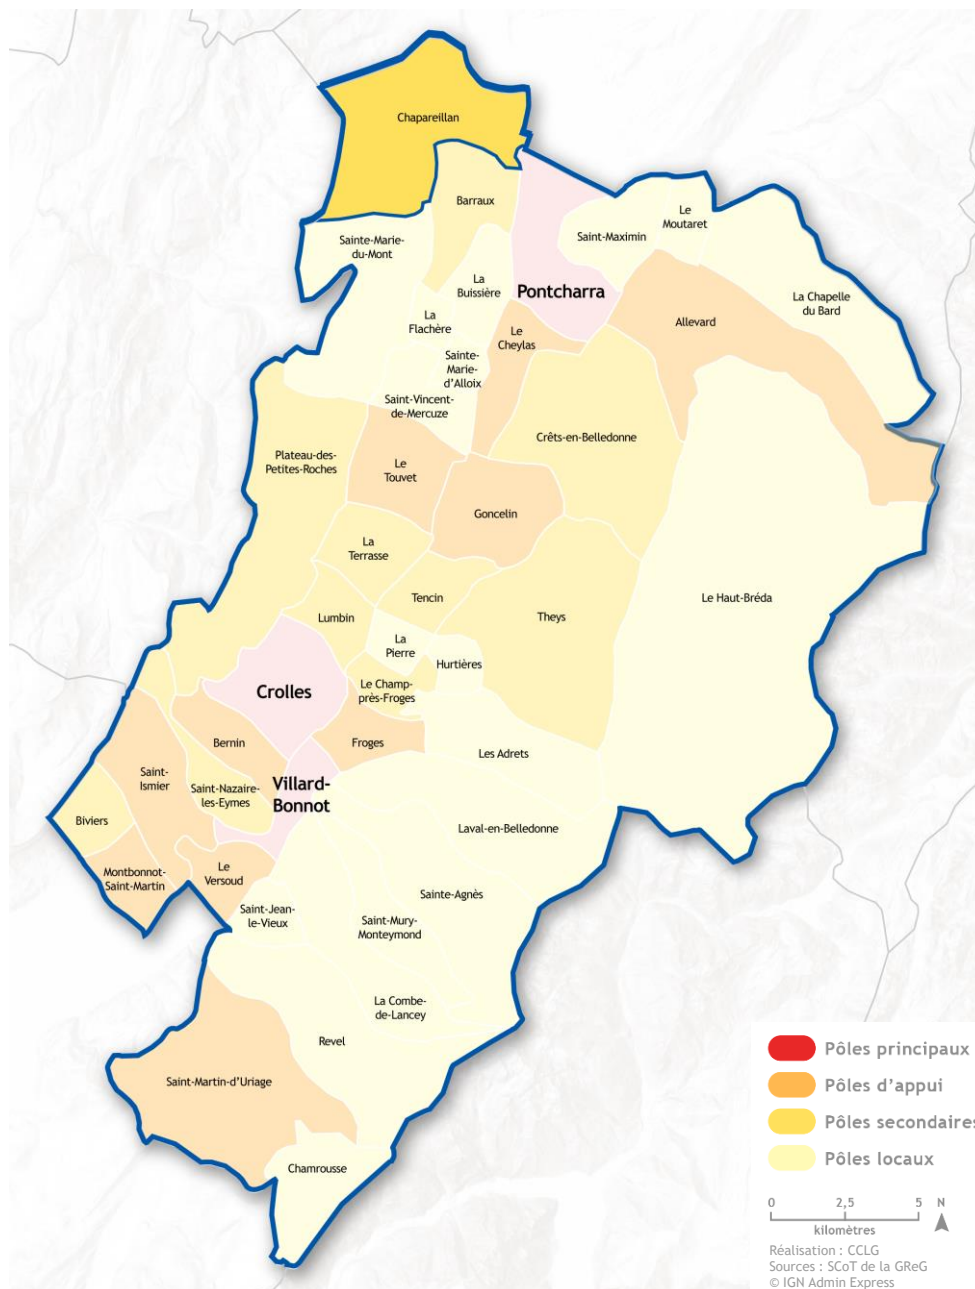 Chapareillan
Barraux
Le
Moutaret
Sainte-Marie-
du-Mont
Saint-Maximin
La
Buissière
Pontcharra
La Chapelle
du Bard
La
Flachère
Le
Cheylas
Allevard
Sainte-
Marie-
d'Alloix
Saint-Vincent-
de-Mercuze
Crêts-en-Belledonne
Plateau-des-
Petites-Roches
Le
Touvet
Goncelin
La
Terrasse
Tencin
Le Haut-Bréda
Lumbin
Theys
La
Pierre
Hurtières
Crolles
Le Champ-
près-Froges
Bernin
Froges
Les Adrets
Saint-
Ismier
Saint-Nazaire-
les-Eymes
Villard-
Bonnot
Biviers
Laval-en-Belledonne
Montbonnot-
Saint-Martin
Le
Versoud
Sainte-Agnès
Saint-Jean-
le-Vieux
Saint-Mury-
Monteymond
La Combe-
de-Lancey
Revel
Saint-Martin-d'Uriage
Chamrousse
Pôles principaux
Pôles d'appui
Pôles secondaires
Pôles locaux
0 2,5 5 N
kilomètres
Réalisation : CCLG
Sources : SCoT de la GReG
© IGN Admin Express